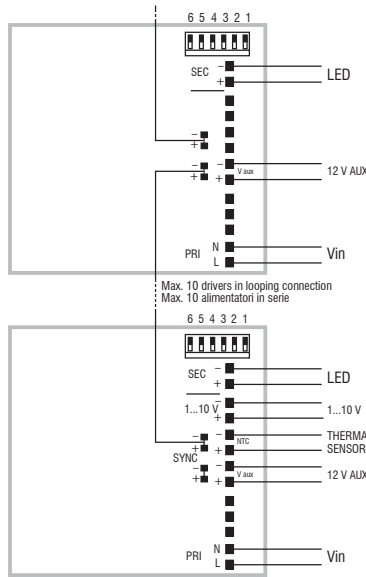 6 5 4 3 2 1
SEC
–
+
LED
–
+
–
+
–
+
V aux
12 V AUX
PRI
N
L
Vin
Max. 10 drivers in looping connection
Max. 10 alimentatori in serie
6 5 4 3 2 1
SEC
–
+
LED
1...10 V
–
+
1...10 V
–
+
SYNC
–
+
NTC
THERMA
SENSOR
–
+
–
+
V aux
12 V AUX
PRI
N
L
Vin